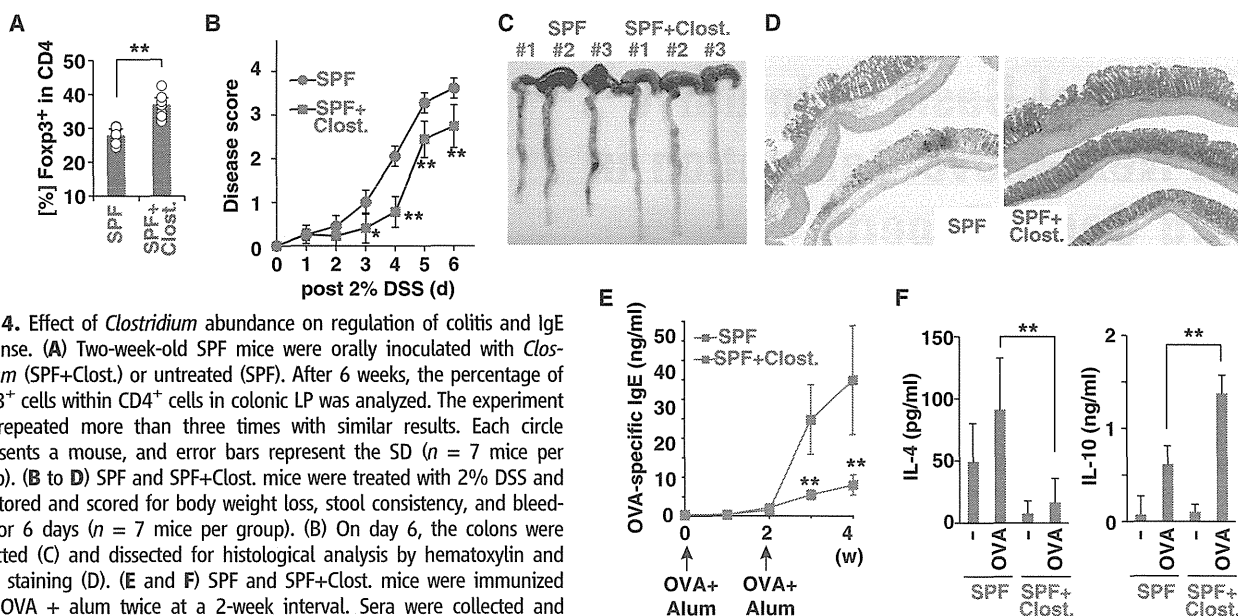 A
**
[%] Foxp3⁺ in CD4
50
40
30
20
10
SPF
SPF+
Clost.
B
Disease score
4
3
2
1
0
SPF
SPF+
Clost.
*
**
**
**
0 1 2 3 4 5 6
post 2% DSS (d)
C
SPF SPF+Clost.
#1 #2 #3 #1 #2 #3
D
SPF
SPF+
Clost.
4. Effect of Clostridium abundance on regulation of colitis and IgE
nse. (A) Two-week-old SPF mice were orally inoculated with Clos-
m (SPF+Clost.) or untreated (SPF). After 6 weeks, the percentage of
3⁺ cells within CD4⁺ cells in colonic LP was analyzed. The experiment
repeated more than three times with similar results. Each circle
sents a mouse, and error bars represent the SD (n = 7 mice per
). (B to D) SPF and SPF+Clost. mice were treated with 2% DSS and
tored and scored for body weight loss, stool consistency, and bleed-
or 6 days (n = 7 mice per group). (B) On day 6, the colons were
cted (C) and dissected for histological analysis by hematoxylin and
staining (D). (E and F) SPF and SPF+Clost. mice were immunized
OVA + alum twice at a 2-week interval. Sera were collected and
E
OVA-specific IgE (ng/ml)
50
40
30
20
10
0
SPF
SPF+Clost.
**
**
0 2 4
(w)
OVA+
Alum
OVA+
Alum
F
IL-4 (pg/ml)
150
100
50
0
**
- OVA - OVA
SPF SPF+
Clost.
IL-10 (ng/ml)
2
1
0
**
- OVA - OVA
SPF SPF+
Clost.